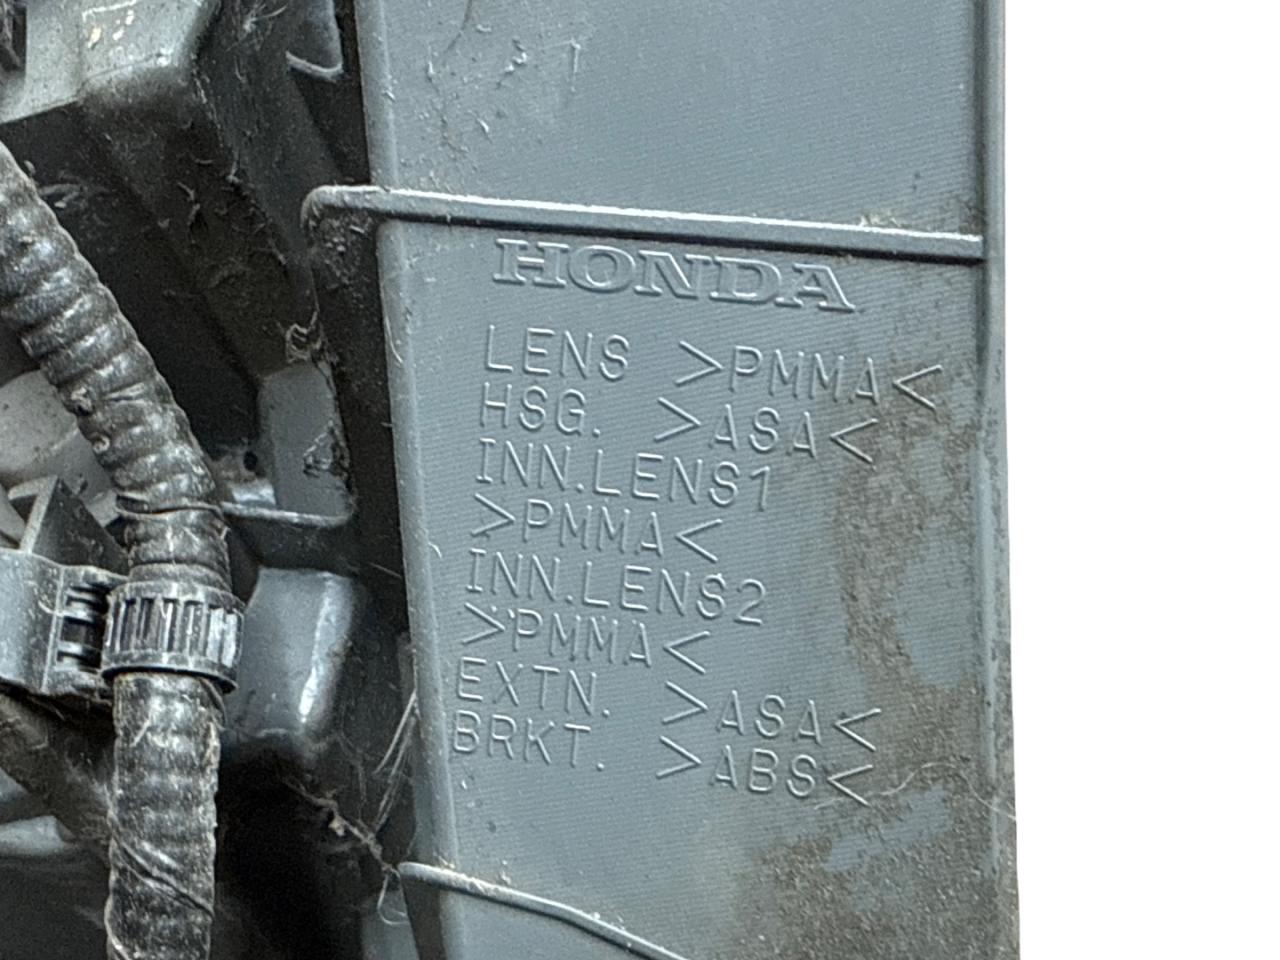 HONDA
LENS >PMMA<
HSG. >ASA<
INN.LENS1
>PMMA<
INN.LENS2
>PMMA<
EXTN. >ASA<
BRKT. >ABS<